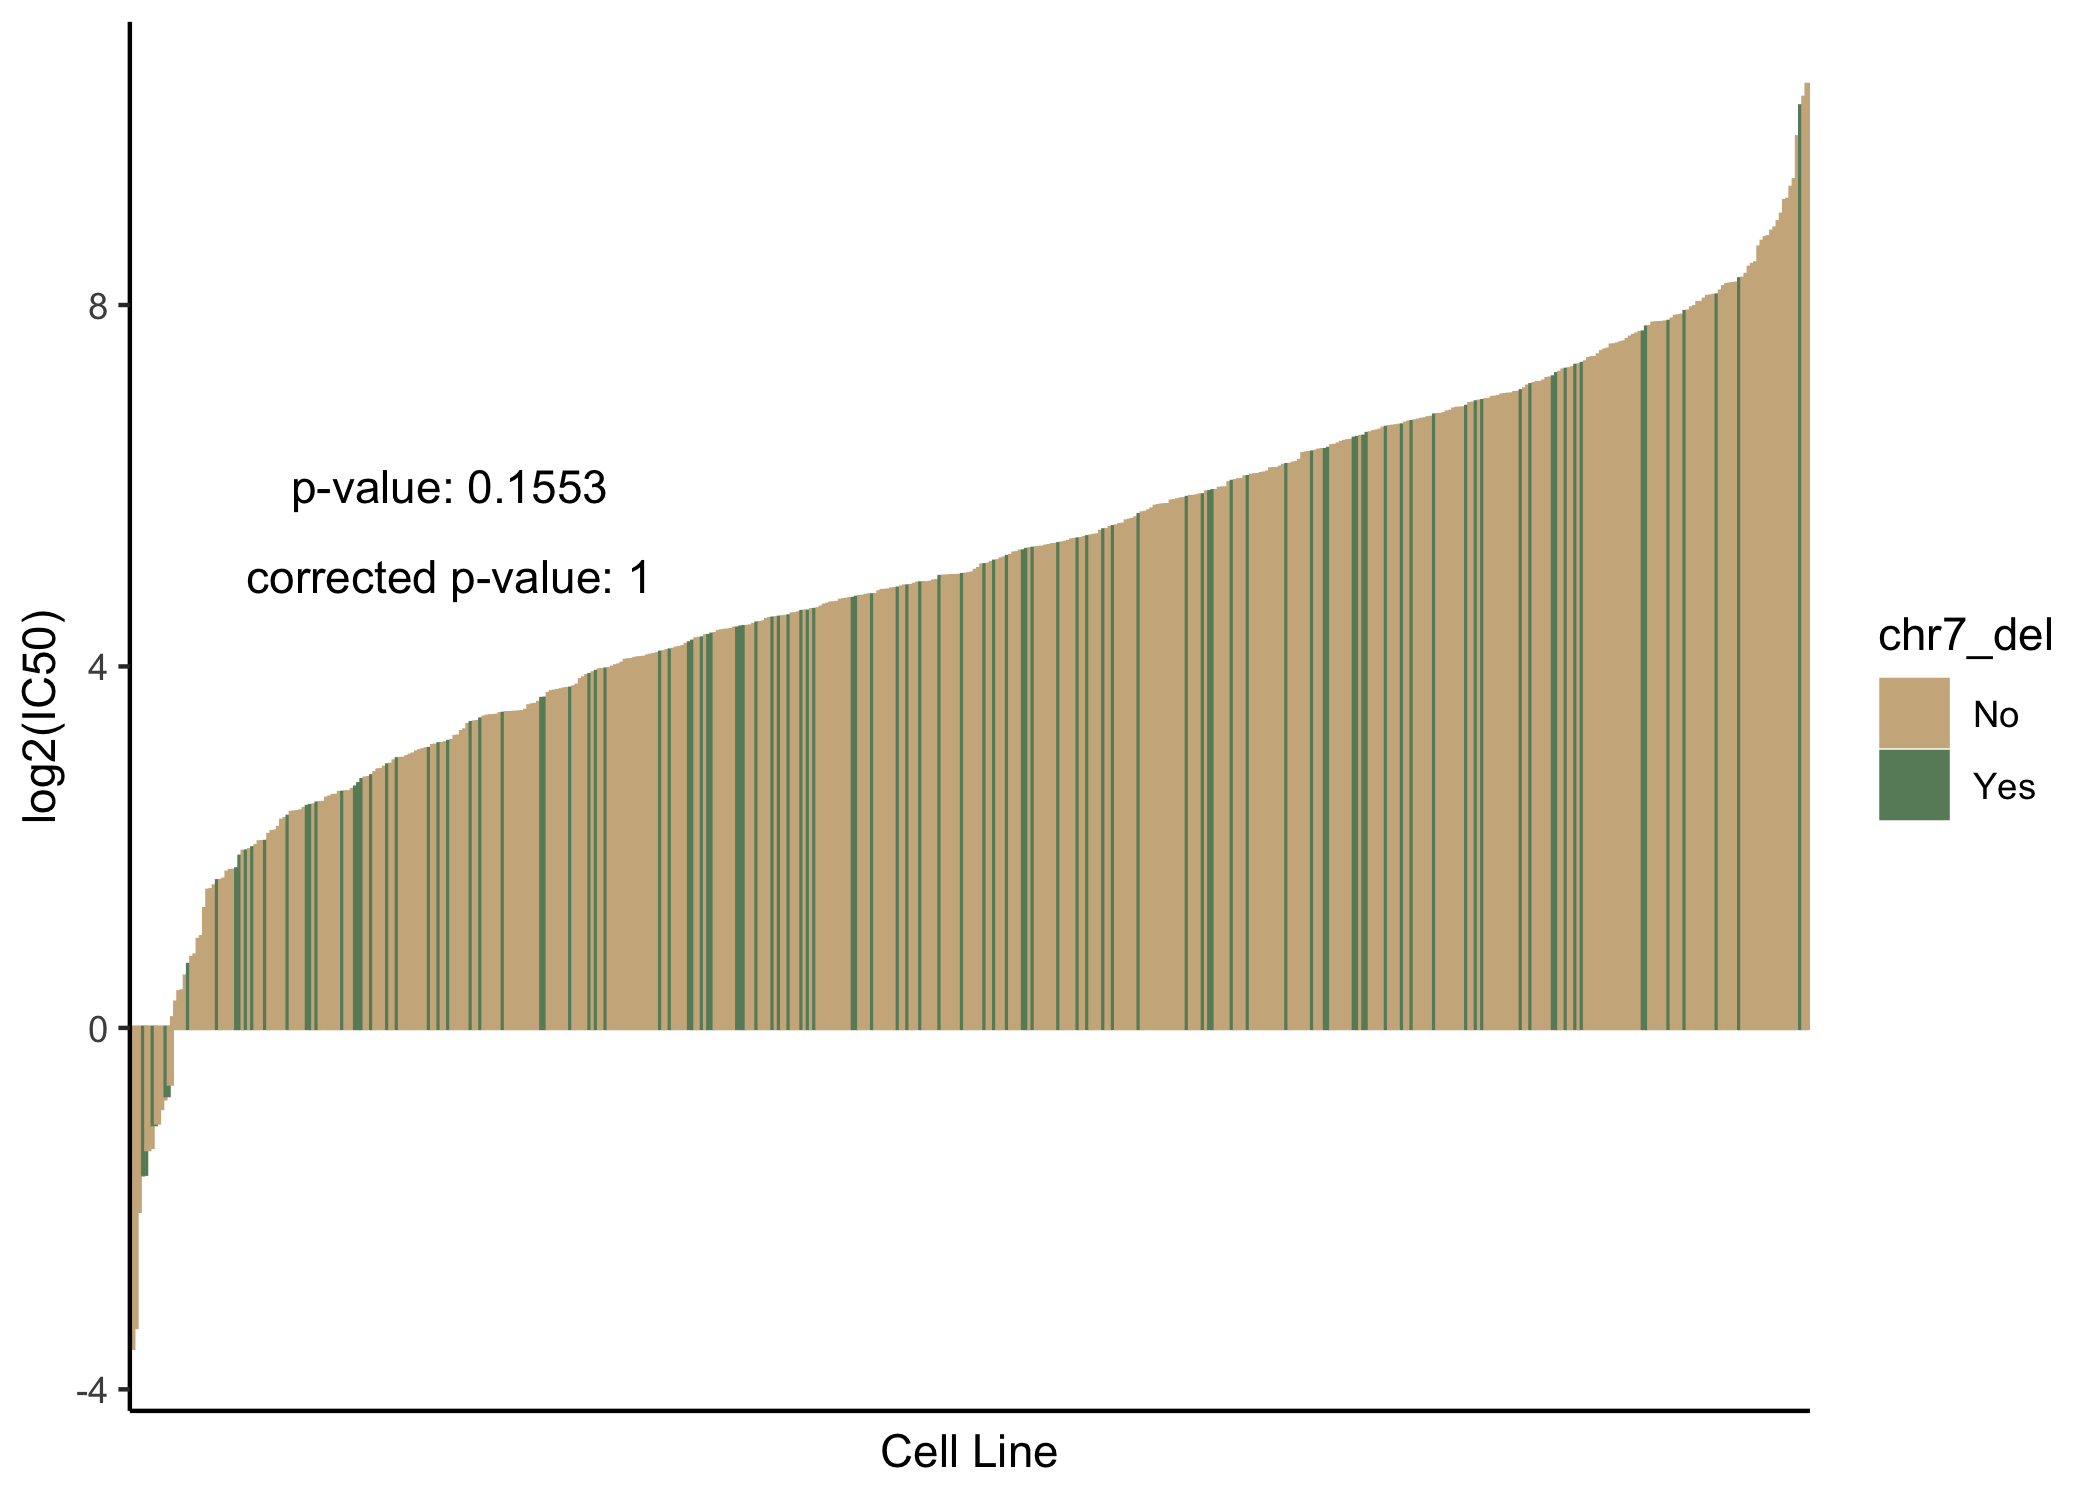 log2(IC50)
8
4
0
-4
p-value: 0.1553
corrected p-value: 1
Cell Line
chr7_del
No
Yes